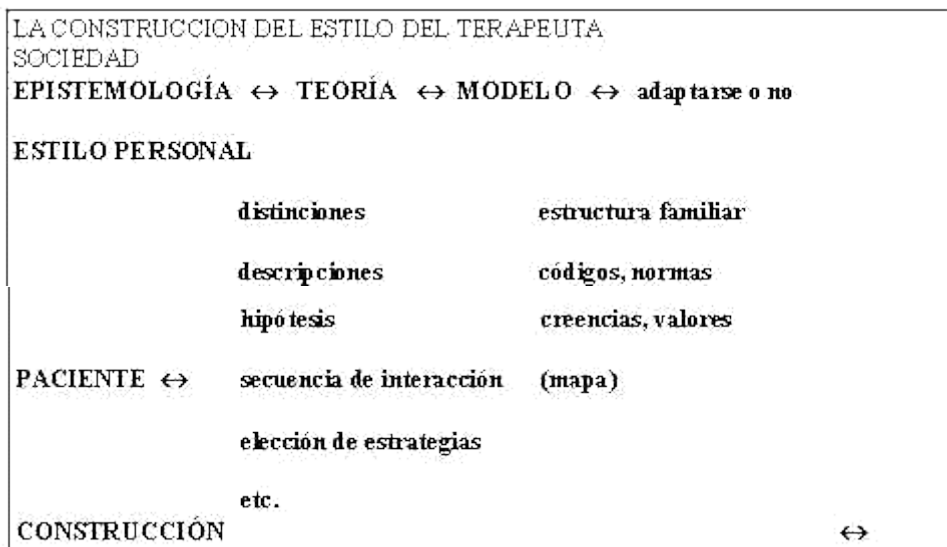 LA CONSTRUCCION DEL ESTILO DEL TERAPEUTA
SOCIEDAD
EPISTEMOLOGÍA ↔ TEORÍA ↔ MODELO ↔ adaptarse o no
ESTILO PERSONAL
distinciones estructura familiar
descripciones códigos, normas
hipótesis creencias, valores
PACIENTE ↔ secuencia de interacción (mapa)
elección de estrategias
etc.
CONSTRUCCIÓN ↔